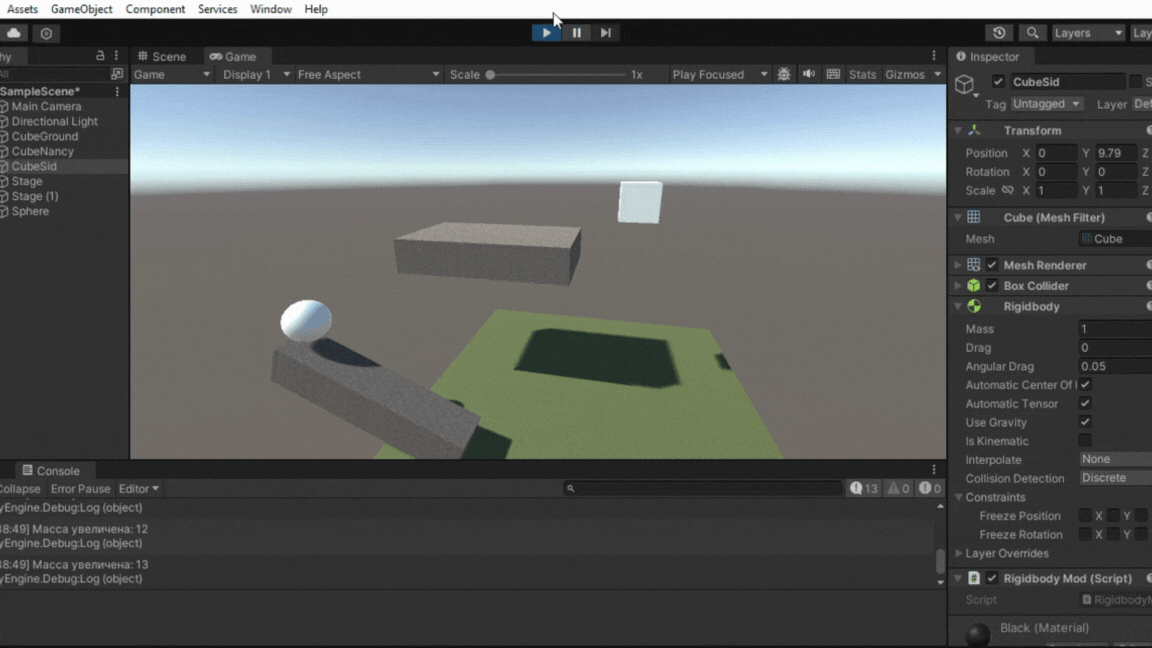 Assets GameObject Component Services Window Help
Layers Lay
hy
Scene Game
Inspector
All
Game Display 1 Free Aspect Scale 1x Play Focused Stats Gizmos
SampleScene*
Main Camera
Directional Light
CubeGround
CubeNancy
CubeSid
Stage
Stage (1)
Sphere
CubeSid S
Tag Untagged Layer Def
Transform
Position X 0 Y 9.79 Z
Rotation X 0 Y 0 Z
Scale X 1 Y 1 Z
Cube (Mesh Filter)
Mesh Cube
Mesh Renderer
Box Collider
Rigidbody
Mass 1
Drag 0
Angular Drag 0.05
Automatic Center Of
Automatic Tensor
Use Gravity
Is Kinematic
Interpolate None
Collision Detection Discrete
Constraints
Freeze Position X Y
Freeze Rotation X Y
Layer Overrides
Rigidbody Mod (Script)
Script RigidbodyM
Black (Material)
Console
Collapse Error Pause Editor 13 0 0
yEngine.Debug:Log (object)
38:49] Масса увеличена: 12
yEngine.Debug:Log (object)
38:49] Масса увеличена: 13
yEngine.Debug:Log (object)